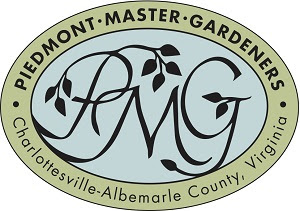 PIEDMONT·MASTER·GARDENERS
PMG
Charlottesville-Albemarle County, Virginia